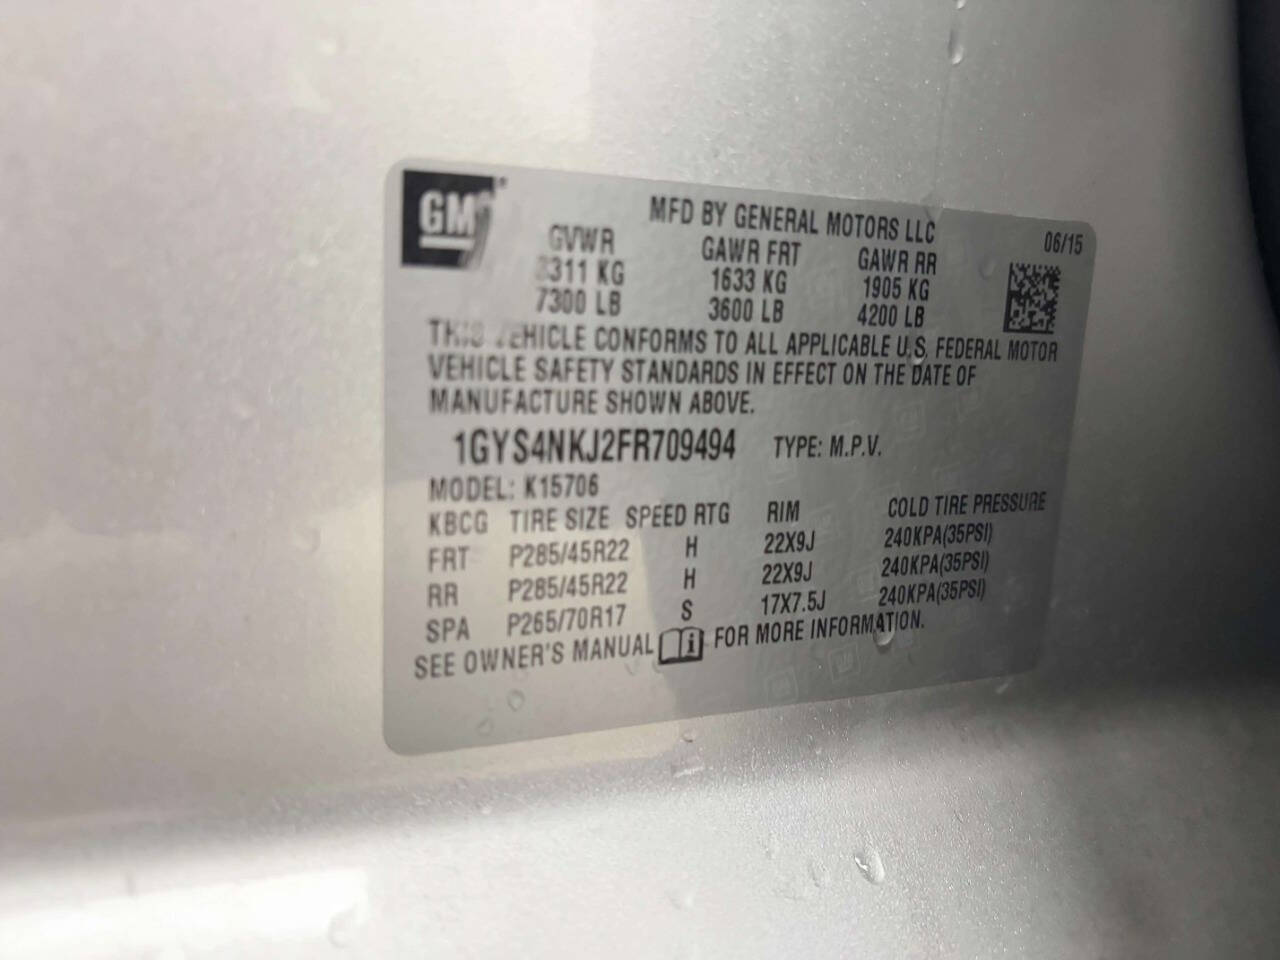 GM
MFD BY GENERAL MOTORS LLC 06/15
GVWR GAWR FRT GAWR RR
3311 KG 1633 KG 1905 KG
7300 LB 3600 LB 4200 LB
THIS VEHICLE CONFORMS TO ALL APPLICABLE U.S. FEDERAL MOTOR
VEHICLE SAFETY STANDARDS IN EFFECT ON THE DATE OF
MANUFACTURE SHOWN ABOVE.
1GYS4NKJ2FR709494 TYPE: M.P.V.
MODEL: K15706
KBCG TIRE SIZE SPEED RTG RIM COLD TIRE PRESSURE
FRT P285/45R22 H 22X9J 240KPA(35PSI)
RR P285/45R22 H 22X9J 240KPA(35PSI)
SPA P265/70R17 S 17X7.5J 240KPA(35PSI)
SEE OWNER'S MANUAL FOR MORE INFORMATION.